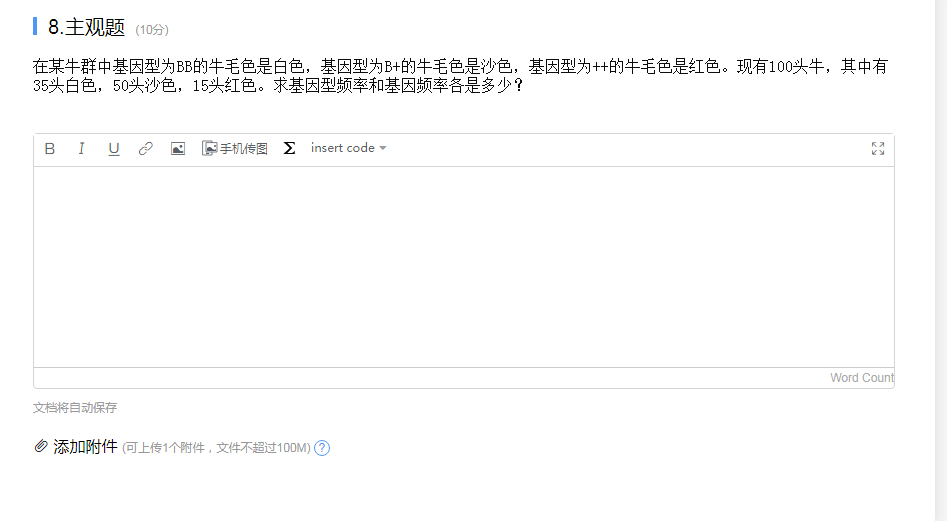 8.主观题 (10分)
在某牛群中基因型为BB的牛毛色是白色，基因型为B+的牛毛色是沙色，基因型为++的牛毛色是红色。现有100头牛，其中有
35头白色，50头沙色，15头红色。求基因型频率和基因频率各是多少？
B I U 手机传图 Σ insert code
Word Count
文档将自动保存
添加附件 (可上传1个附件，文件不超过100M) ?